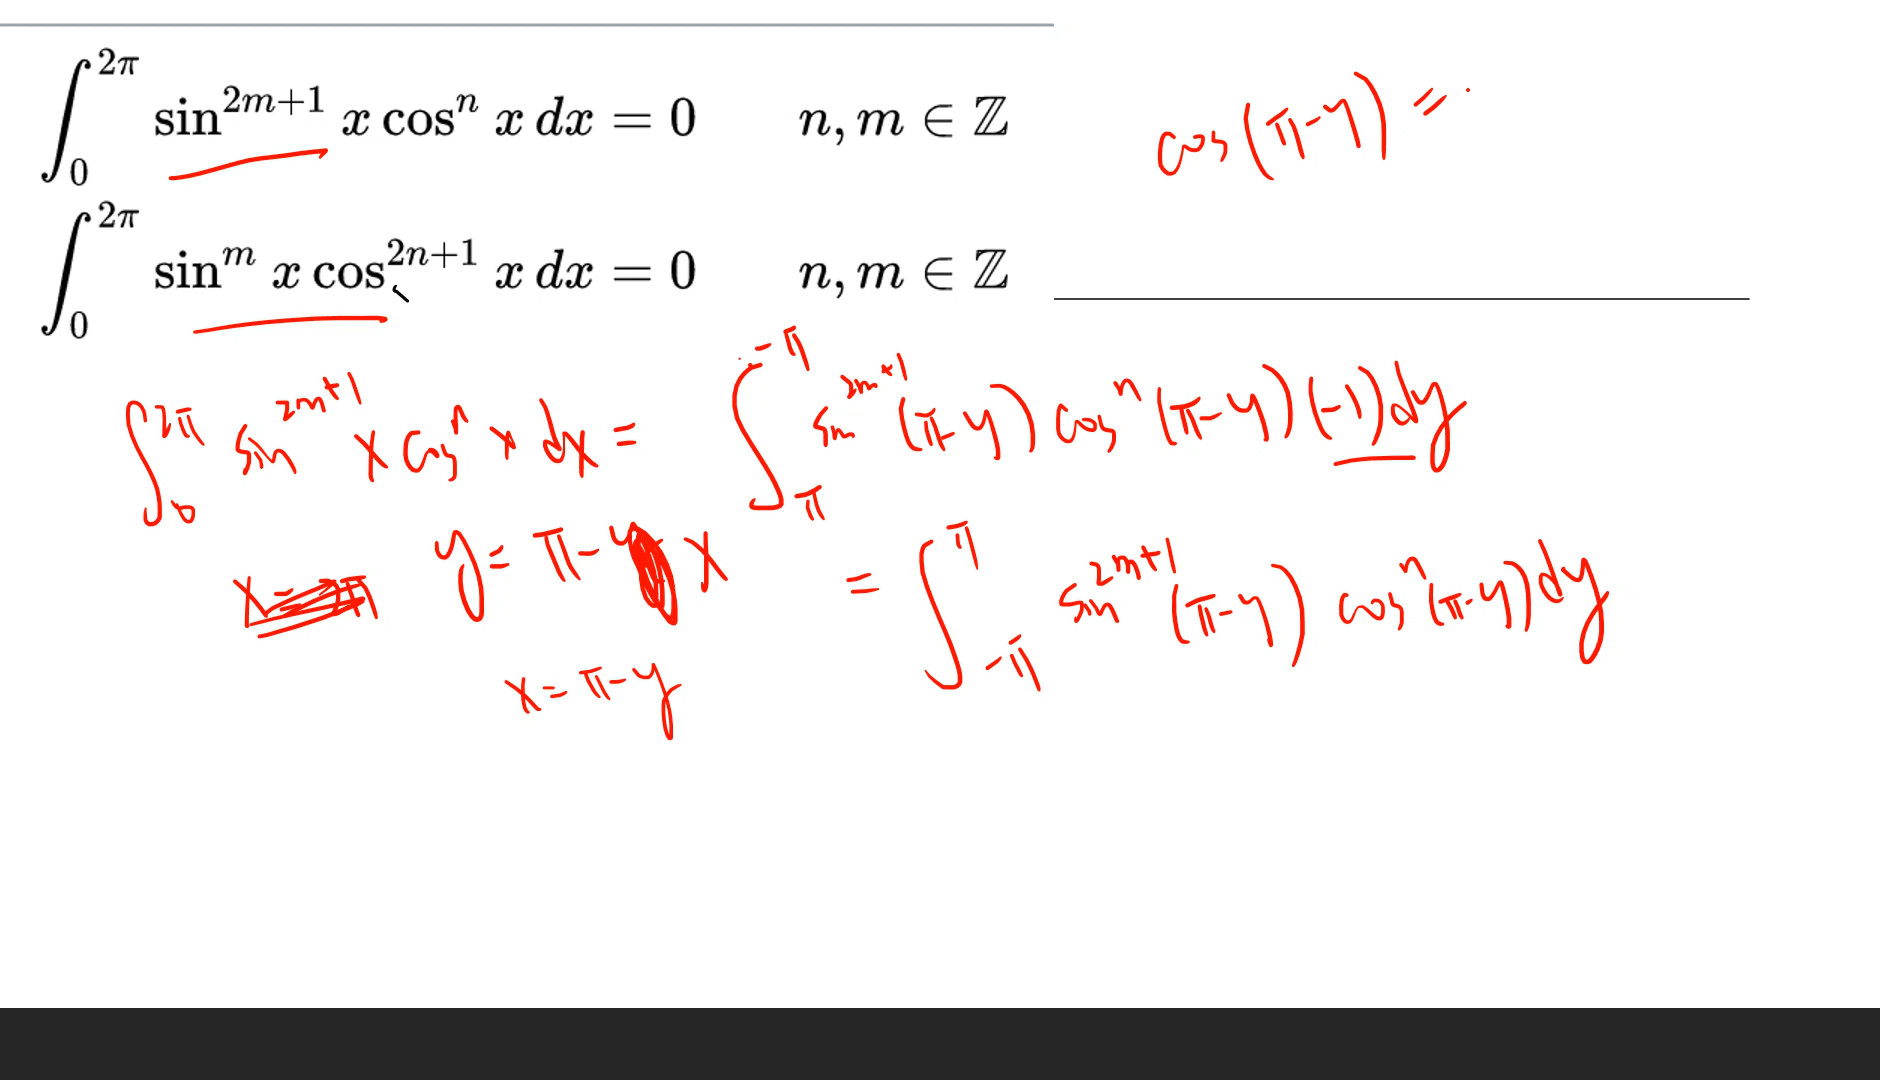 ∫₀^{2π} sin^{2m+1} x cosⁿ x dx = 0 n, m ∈ ℤ
cos(π-y) =
∫₀^{2π} sin^m x cos^{2n+1} x dx = 0 n, m ∈ ℤ
∫₀^{2π} sin^{2m+1} x cosⁿ x dx = ∫_π^{-π} sin^{2m+1} (π-y) cosⁿ (π-y) (-1) dy
y = π - x
= ∫_{-π}^{π} sin^{2m+1} (π-y) cosⁿ (π-y) dy
x = π - y